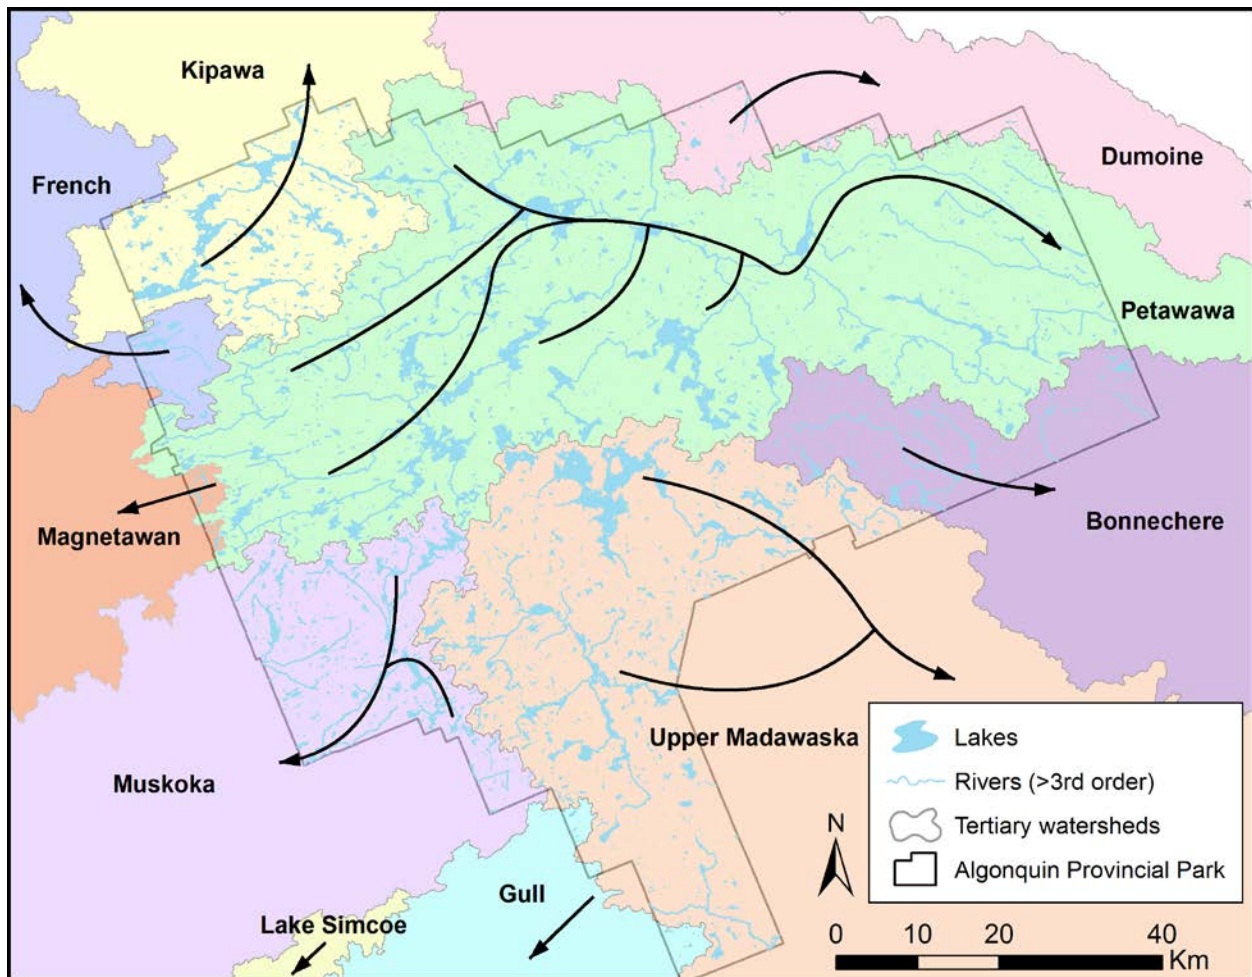 Kipawa
French
Dumoine
Petawawa
Bonnechere
Magnetawan
Muskoka
Upper Madawaska
Gull
Lake Simcoe
Lakes
Rivers (>3rd order)
Tertiary watersheds
Algonquin Provincial Park
N
0 10 20 40
Km